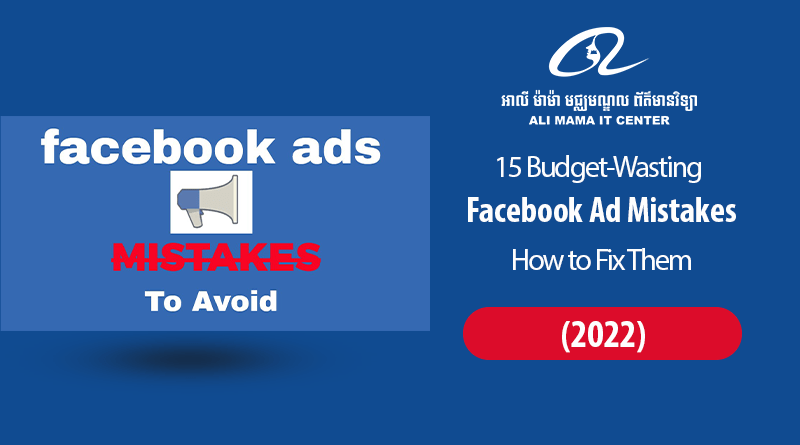 facebook ads
MISTAKES
To Avoid
អាលី ម៉ាម៉ា មជ្ឈមណ្ឌល ព័ត៌មានវិទ្យា
ALI MAMA IT CENTER
15 Budget-Wasting
Facebook Ad Mistakes
How to Fix Them
(2022)